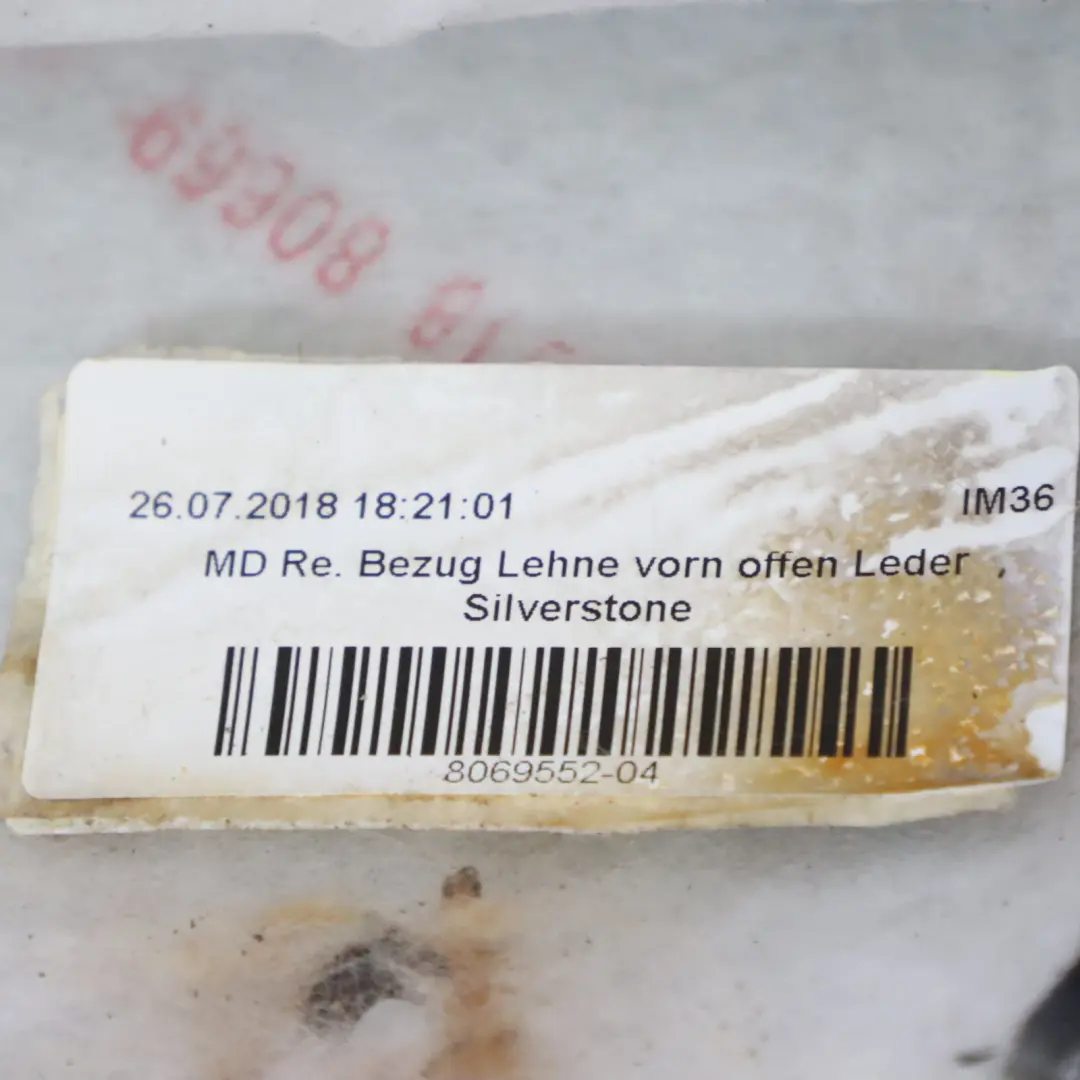 26.07.2018 18:21:01 IM36
MD Re. Bezug Lehne vorn offen Leder ,
Silverstone
8069552-04